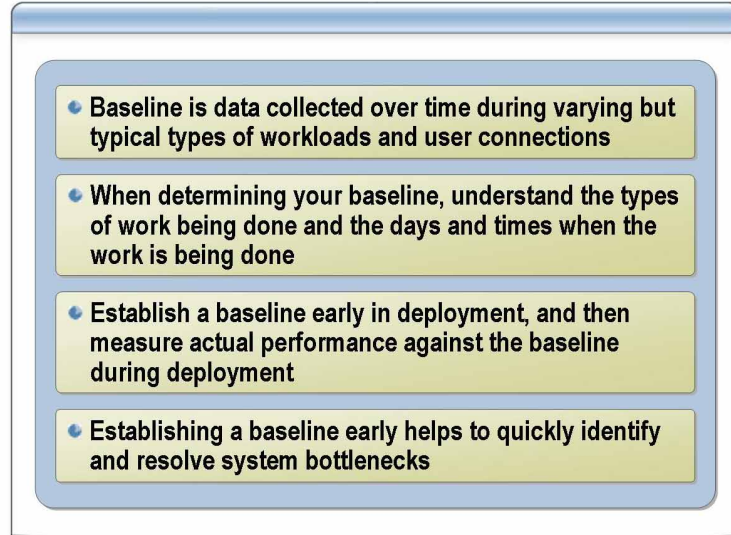 Baseline is data collected over time during varying but
typical types of workloads and user connections
When determining your baseline, understand the types
of work being done and the days and times when the
work is being done
Establish a baseline early in deployment, and then
measure actual performance against the baseline
during deployment
Establishing a baseline early helps to quickly identify
and resolve system bottlenecks